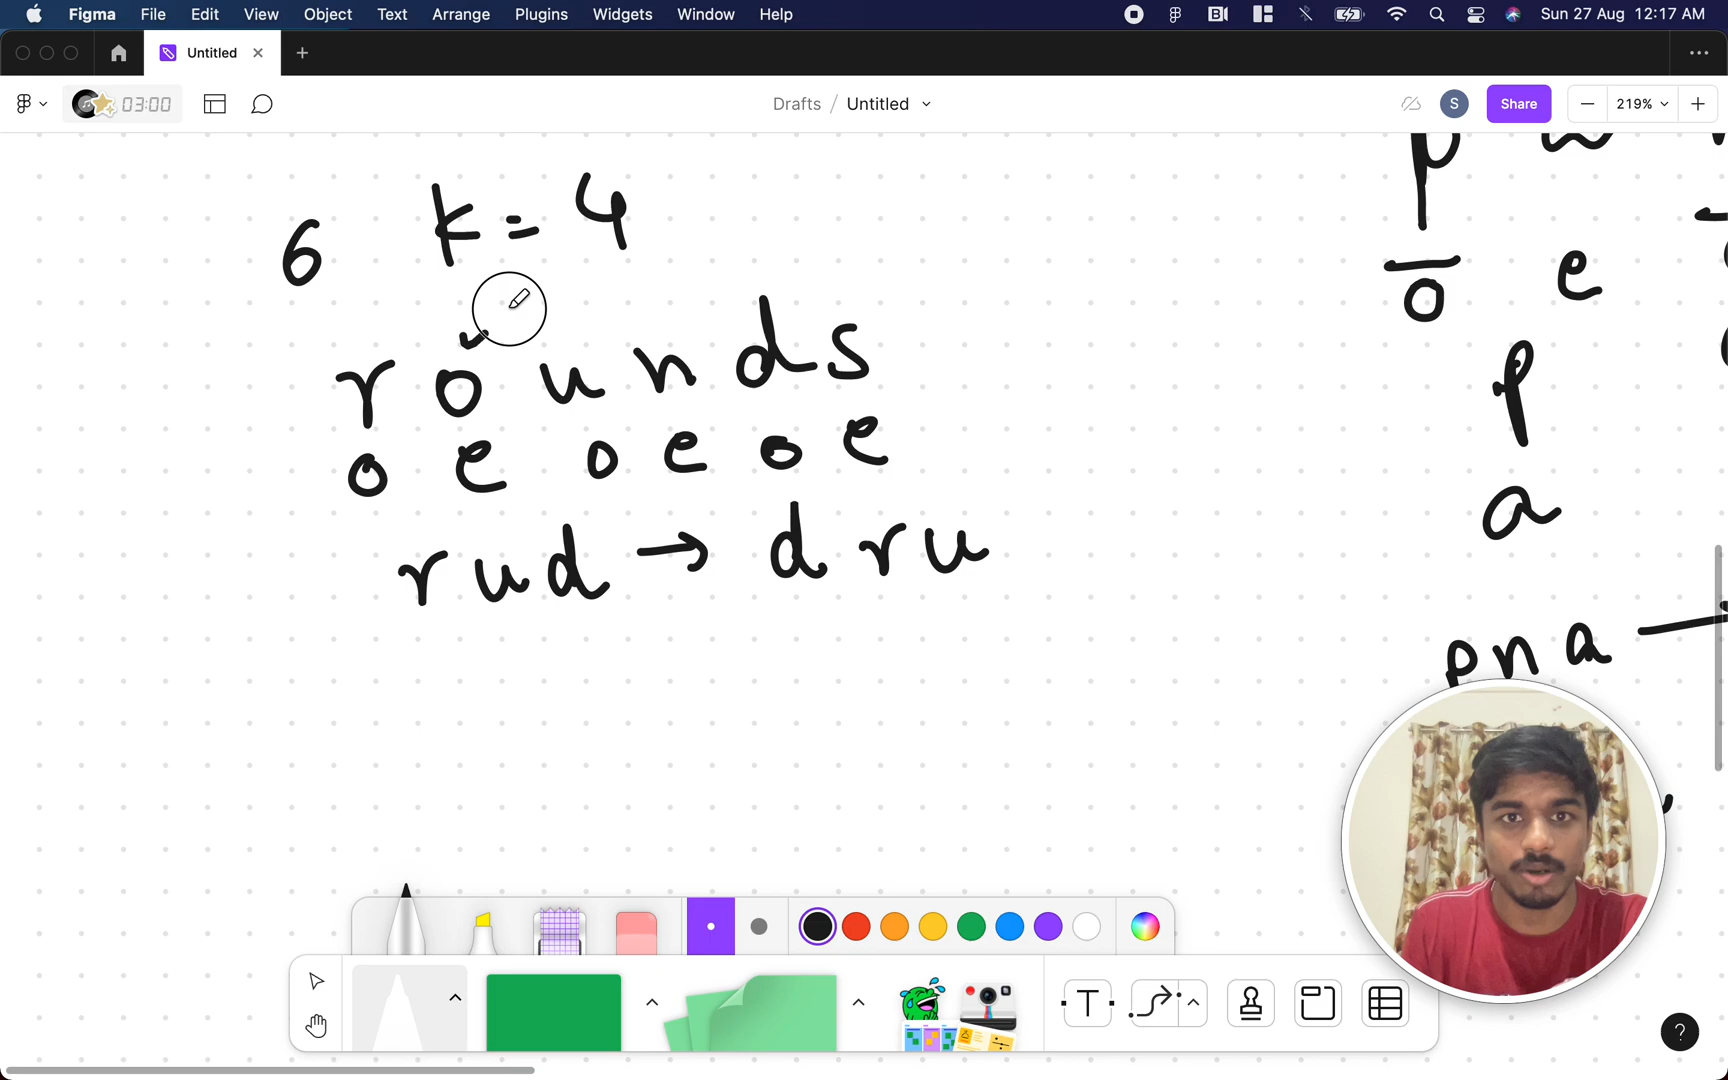 Figma File Edit View Object Text Arrange Plugins Widgets Window Help Sun 27 Aug 12:17 AM
Untitled
03:00 Drafts / Untitled S Share 219%
6 k = 4
r o u n d s
o e o e o e
rud → dru
p
o e
p
a
pna
T
?